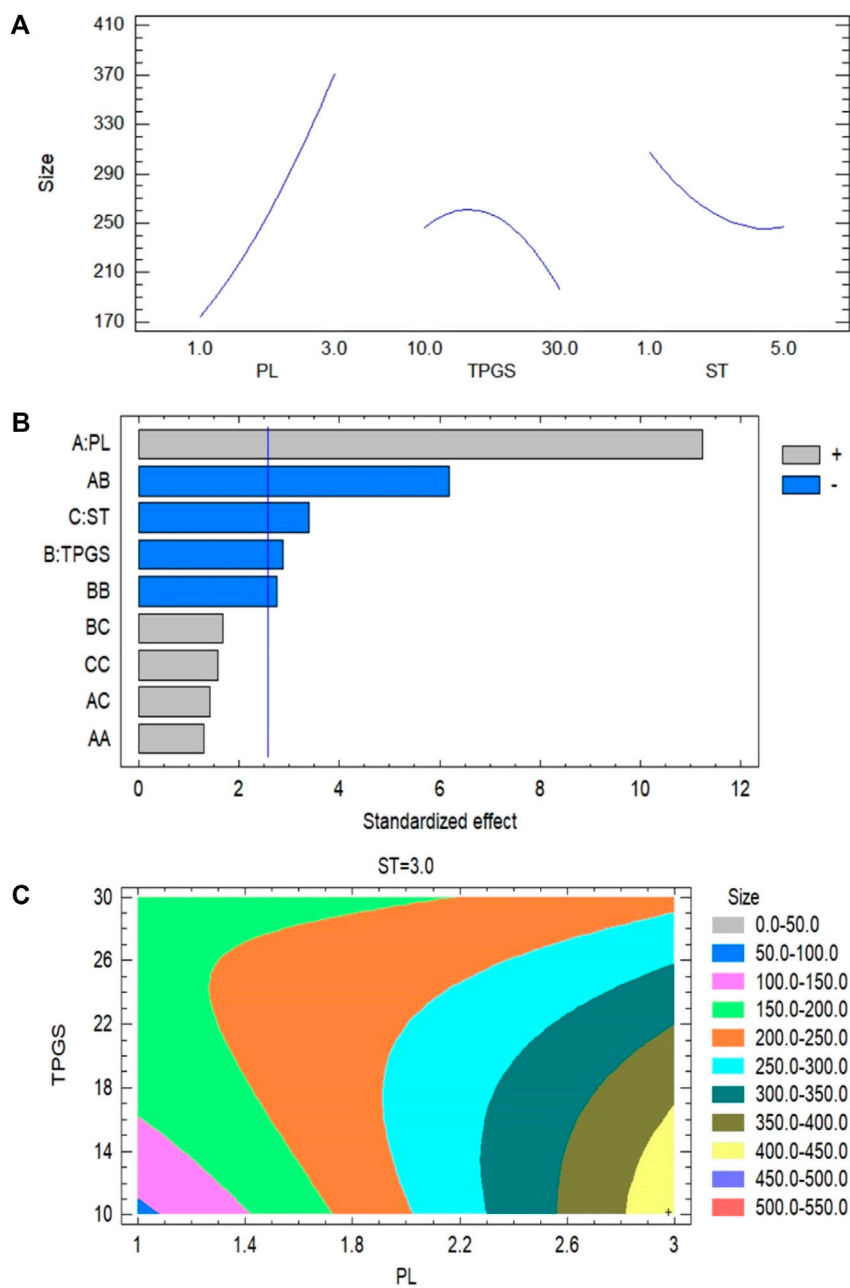 A
410
370
330
290
250
210
170
Size
1.0 3.0 10.0 30.0 1.0 5.0
PL TPGS ST
B
A:PL
AB
C:ST
B:TPGS
BB
BC
CC
AC
AA
+
-
0 2 4 6 8 10 12
Standardized effect
C
ST=3.0
30
26
22
18
14
10
TPGS
1 1.4 1.8 2.2 2.6 3
PL
+
Size
0.0-50.0
50.0-100.0
100.0-150.0
150.0-200.0
200.0-250.0
250.0-300.0
300.0-350.0
350.0-400.0
400.0-450.0
450.0-500.0
500.0-550.0